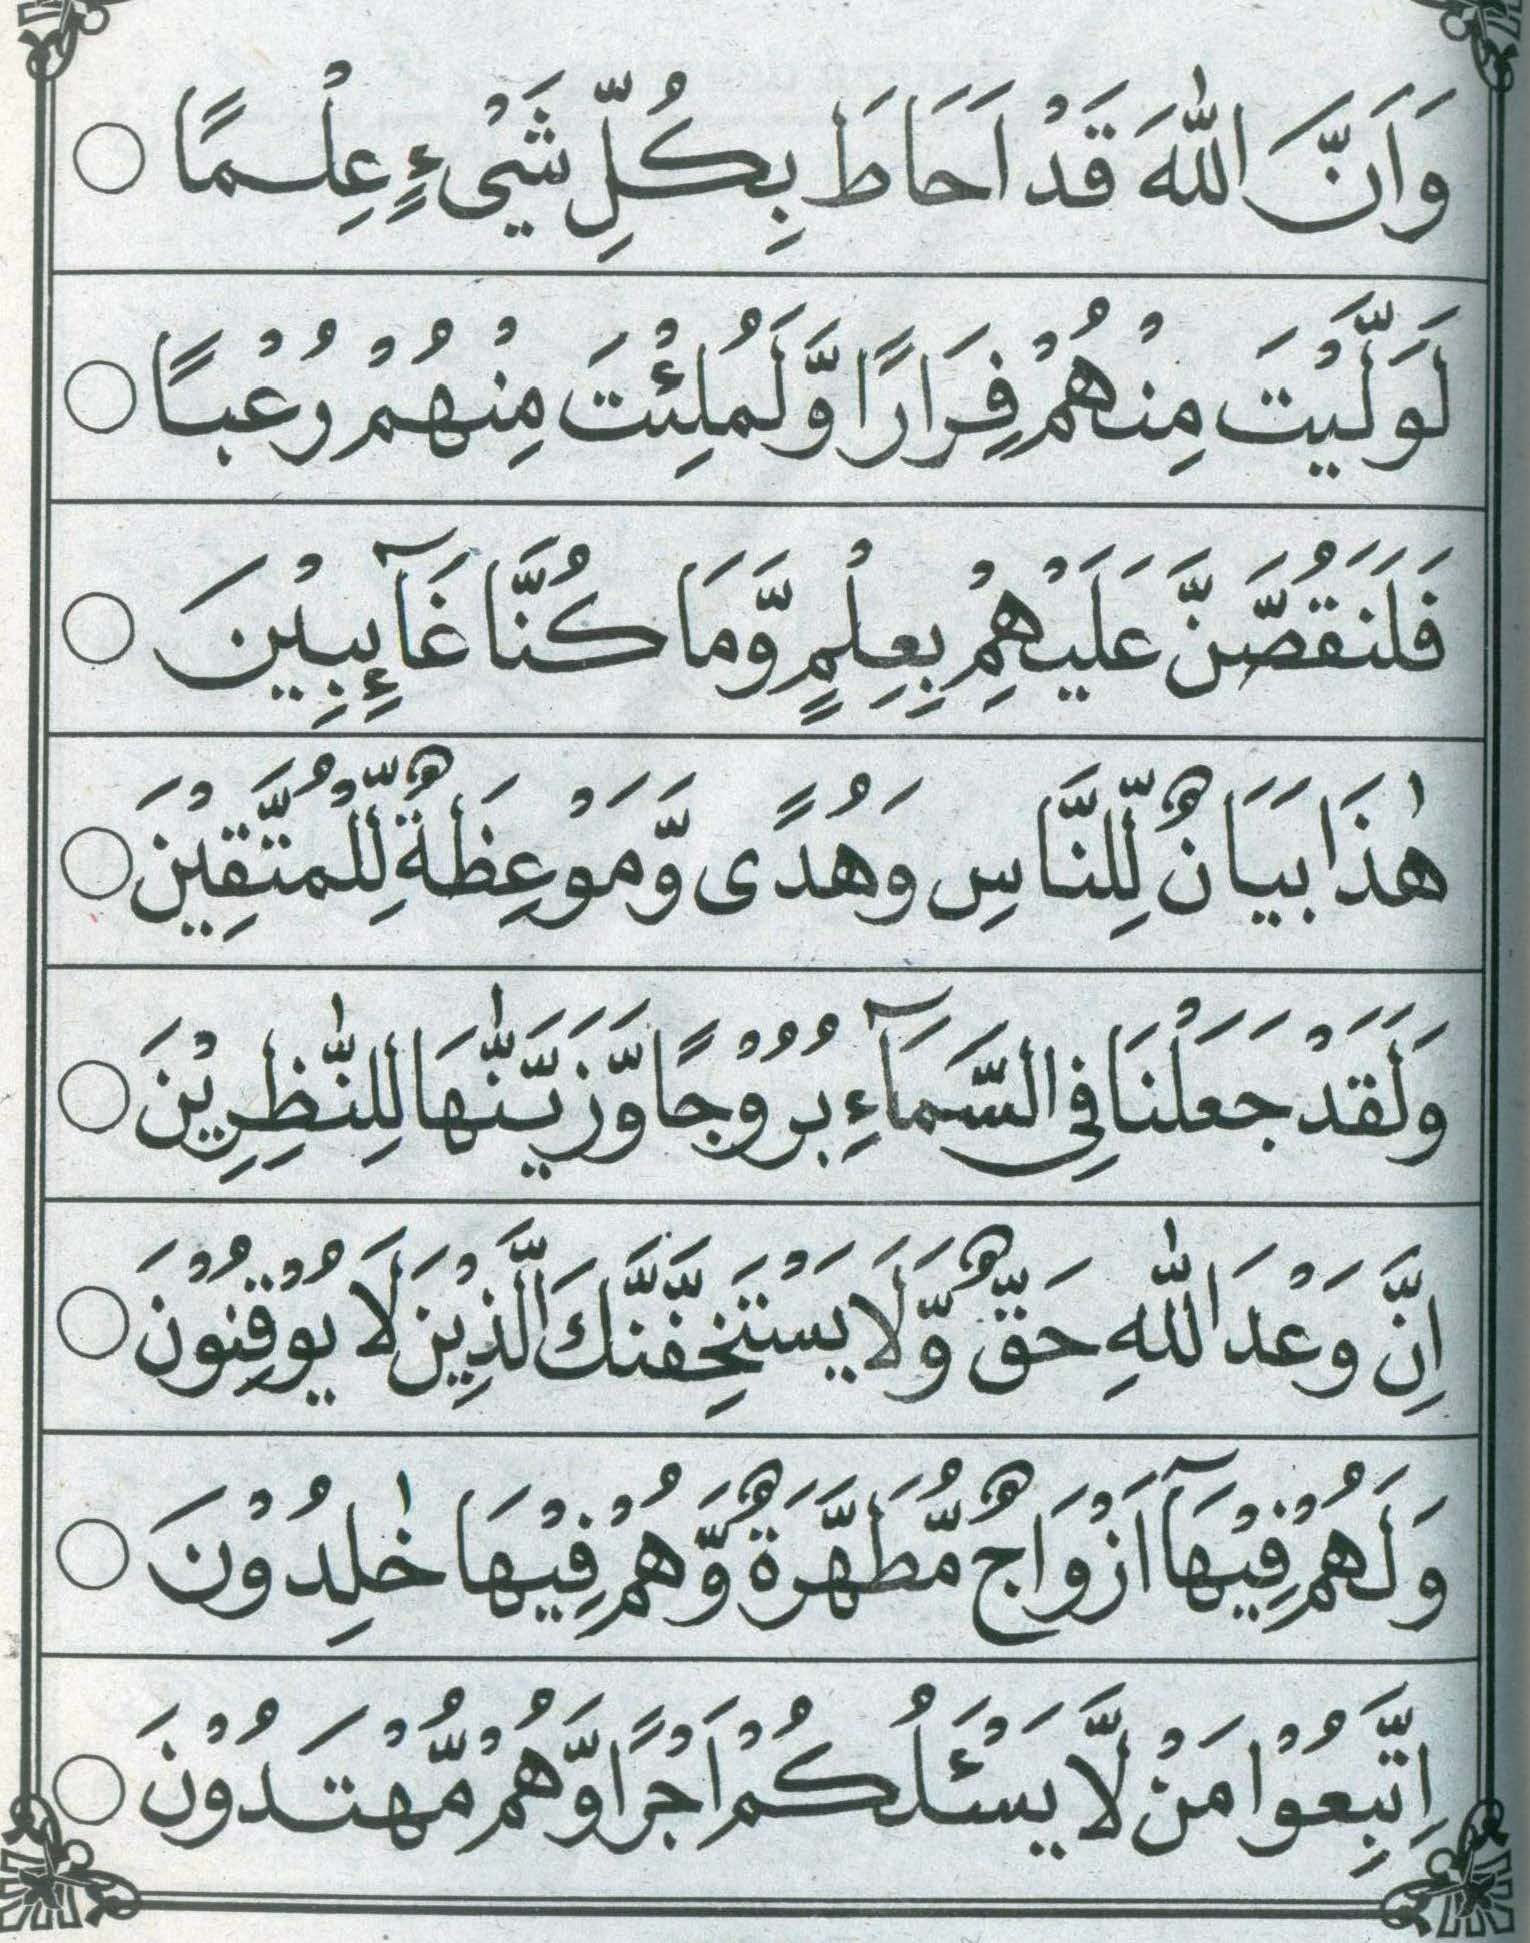 وَاَنَّ اللّٰهَ قَدْ اَحَاطَ بِكُلِّ شَيْءٍ عِلْمًا ○
لَوَلَّيْتَ مِنْهُمْ فِرَارًا وَّلَمُلِئْتَ مِنْهُمْ رُعْبًا ○
فَلَنَقُصَّنَّ عَلَيْهِمْ بِعِلْمٍ وَّمَا كُنَّا غَآئِبِيْنَ ○
هٰذَا بَيَانٌ لِّلنَّاسِ وَهُدًى وَّمَوْعِظَةٌ لِّلْمُتَّقِيْنَ ○
وَلَقَدْ جَعَلْنَا فِى السَّمَآءِ بُرُوْجًا وَّزَيَّنّٰهَا لِلنّٰظِرِيْنَ ○
اِنَّ وَعْدَ اللّٰهِ حَقٌّ وَّلَا يَسْتَخِفَّنَّكَ الَّذِيْنَ لَا يُوْقِنُوْنَ ○
وَلَهُمْ فِيْهَآ اَزْوَاجٌ مُّطَهَّرَةٌ وَّهُمْ فِيْهَا خٰلِدُوْنَ ○
اِتَّبِعُوْا مَنْ لَّا يَسْـَٔلُكُمْ اَجْرًا وَّهُمْ مُّهْتَدُوْنَ ○